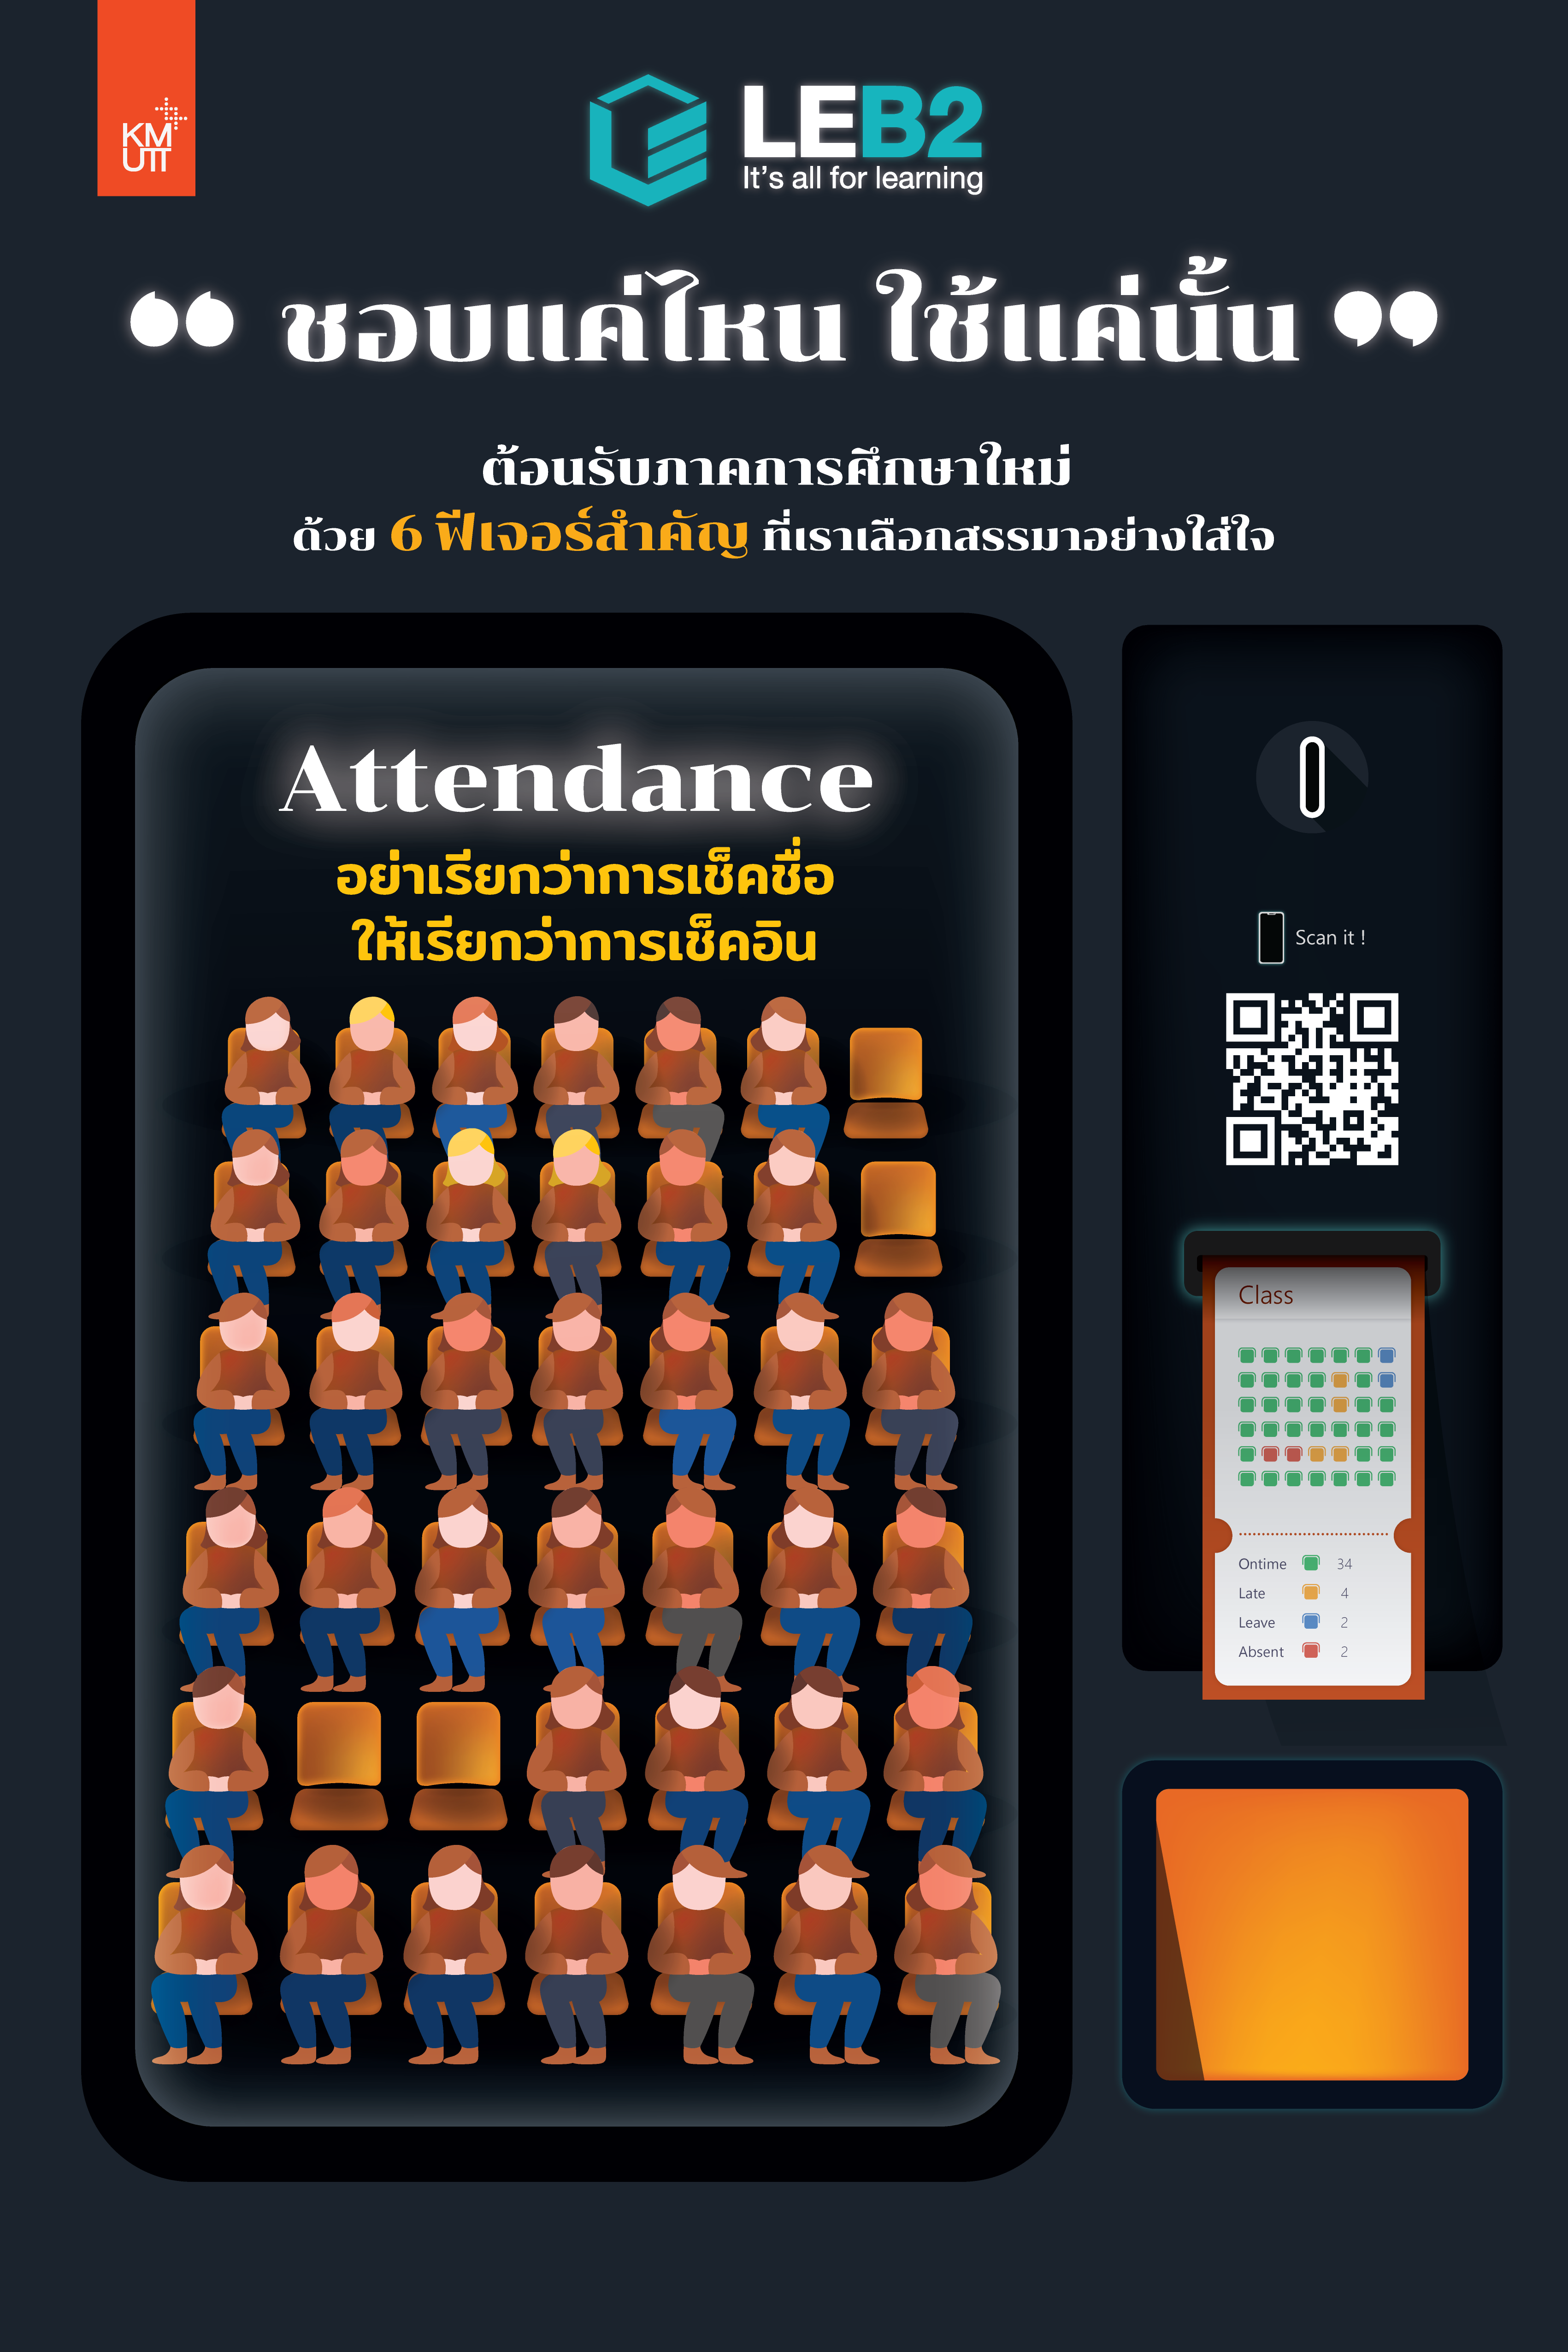 KM
UTT
LEB2
It's all for learning
“ ชอบแค่ไหน ใช้แค่นั้น ”
ต้อนรับภาคการศึกษาใหม่
ด้วย 6 ฟีเจอร์สำคัญ ที่เราเลือกสรรมาอย่างใส่ใจ
Attendance
อย่าเรียกว่าการเช็คชื่อ
ให้เรียกว่าการเช็คอิน
Scan it !
Class
Ontime 34
Late 4
Leave 2
Absent 2